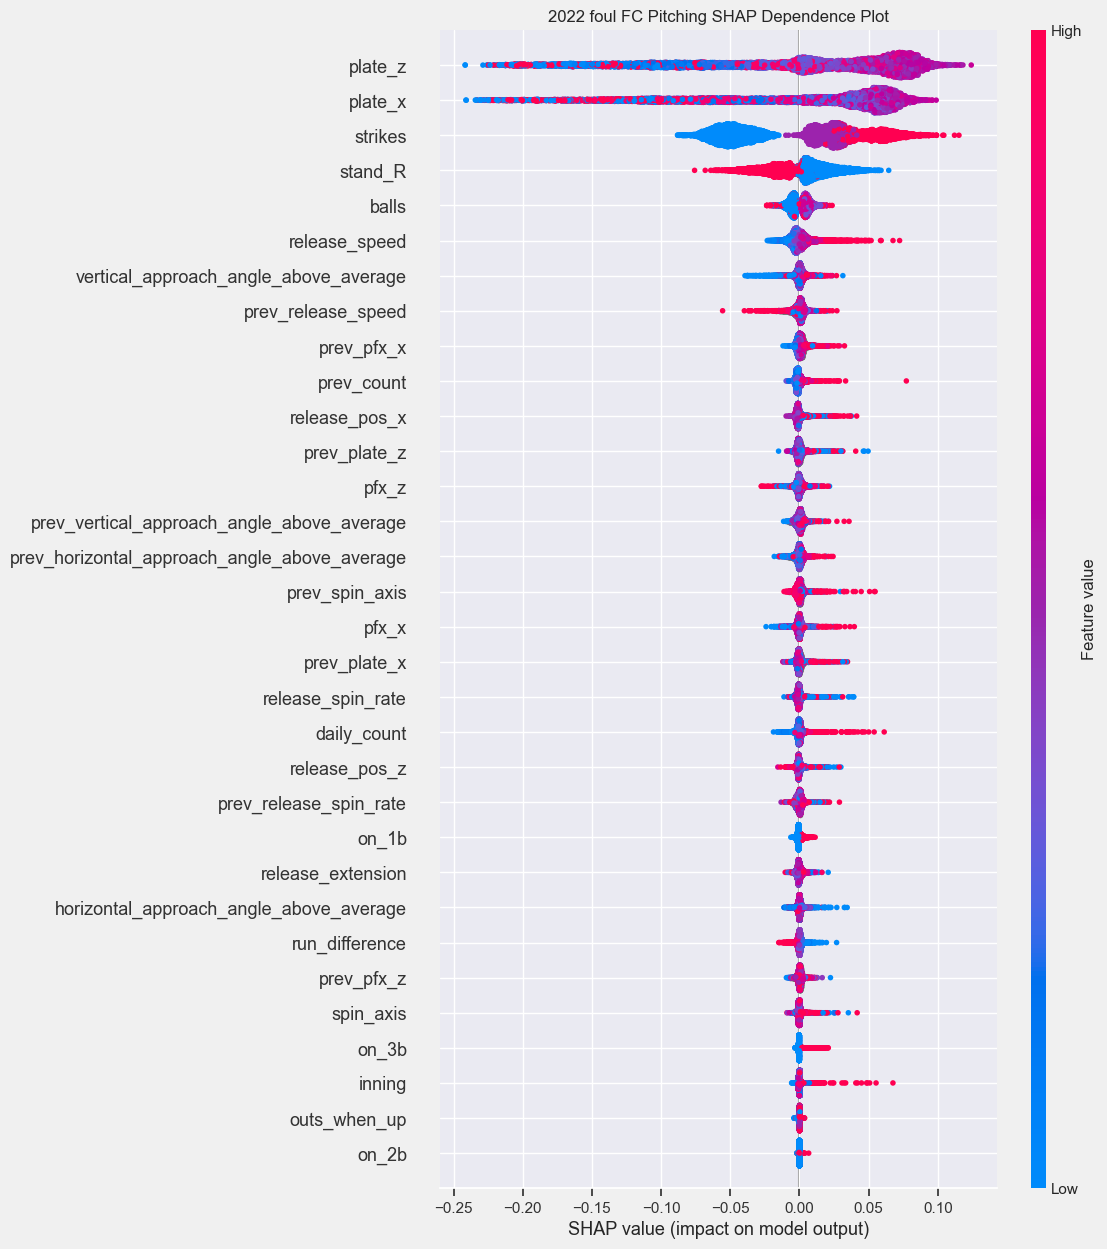 2022 foul FC Pitching SHAP Dependence Plot
High
plate_z
plate_x
strikes
stand_R
balls
release_speed
vertical_approach_angle_above_average
prev_release_speed
prev_pfx_x
prev_count
release_pos_x
prev_plate_z
pfx_z
prev_vertical_approach_angle_above_average
prev_horizontal_approach_angle_above_average
prev_spin_axis
pfx_x
prev_plate_x
release_spin_rate
daily_count
release_pos_z
prev_release_spin_rate
on_1b
release_extension
horizontal_approach_angle_above_average
run_difference
prev_pfx_z
spin_axis
on_3b
inning
outs_when_up
on_2b
Feature value
Low
−0.25 −0.20 −0.15 −0.10 −0.05 0.00 0.05 0.10
SHAP value (impact on model output)